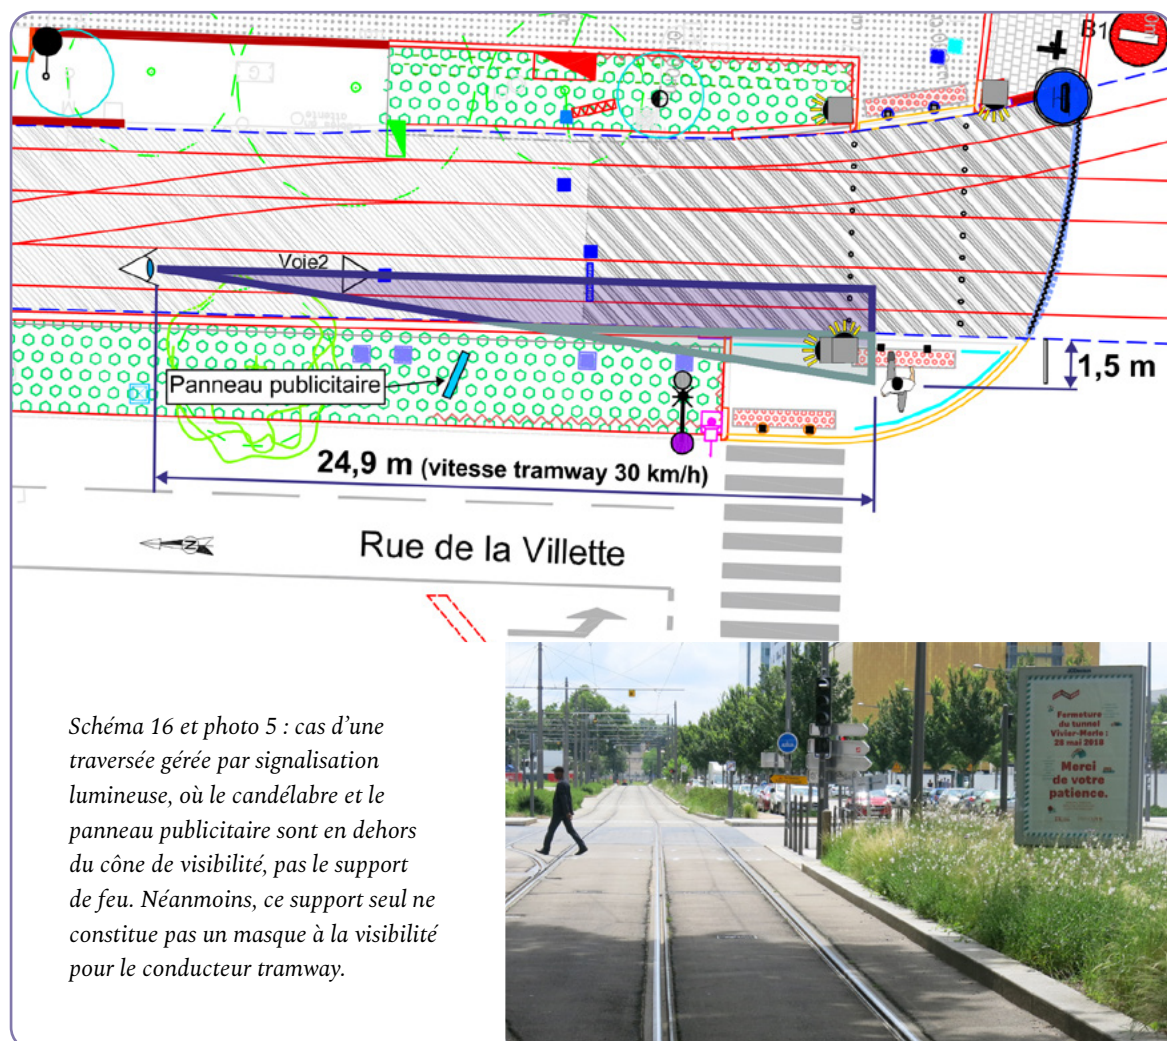 B1
Voie2
Panneau publicitaire
1,5 m
24,9 m (vitesse tramway 30 km/h)
N
Rue de la Villette
Schéma 16 et photo 5 : cas d’une
traversée gérée par signalisation
lumineuse, où le candélabre et le
panneau publicitaire sont en dehors
du cône de visibilité, pas le support
de feu. Néanmoins, ce support seul ne
constitue pas un masque à la visibilité
pour le conducteur tramway.
Fermeture
du tunnel
Vivier-Merle :
28 mai 2018
Merci
de votre
patience.